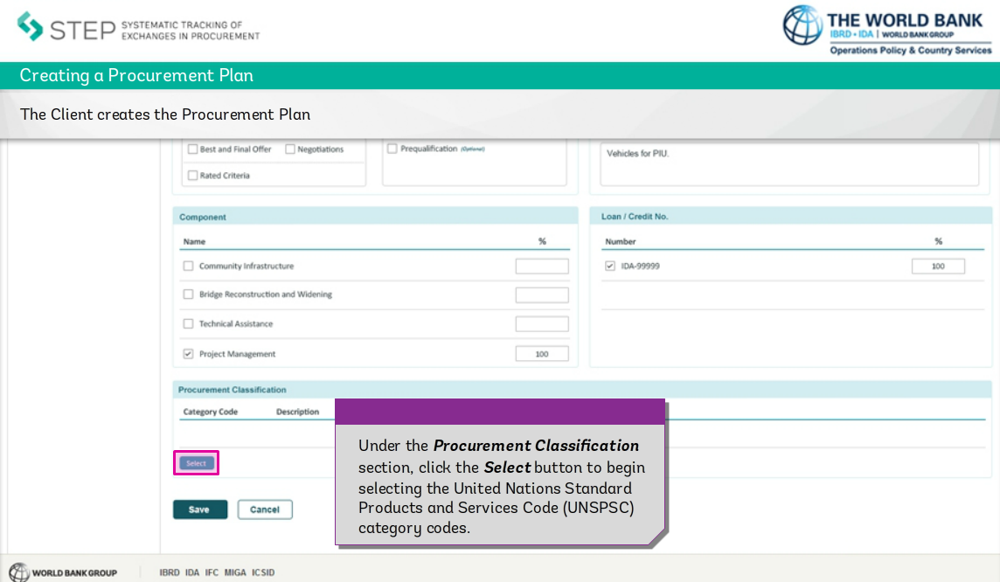 STEP SYSTEMATIC TRACKING OF
EXCHANGES IN PROCUREMENT
THE WORLD BANK
IBRD • IDA | WORLD BANK GROUP
Operations Policy & Country Services
Creating a Procurement Plan
The Client creates the Procurement Plan
Best and Final Offer Negotiations
Rated Criteria
Prequalification (Optional)
Vehicles for PIU.
Component
Name %
Community Infrastructure
Bridge Reconstruction and Widening
Technical Assistance
Project Management 100
Loan / Credit No.
Number %
IDA-99999 100
Procurement Classification
Category Code Description
Select
Under the Procurement Classification
section, click the Select button to begin
selecting the United Nations Standard
Products and Services Code (UNSPSC)
category codes.
Save Cancel
WORLD BANK GROUP IBRD IDA IFC MIGA ICSID